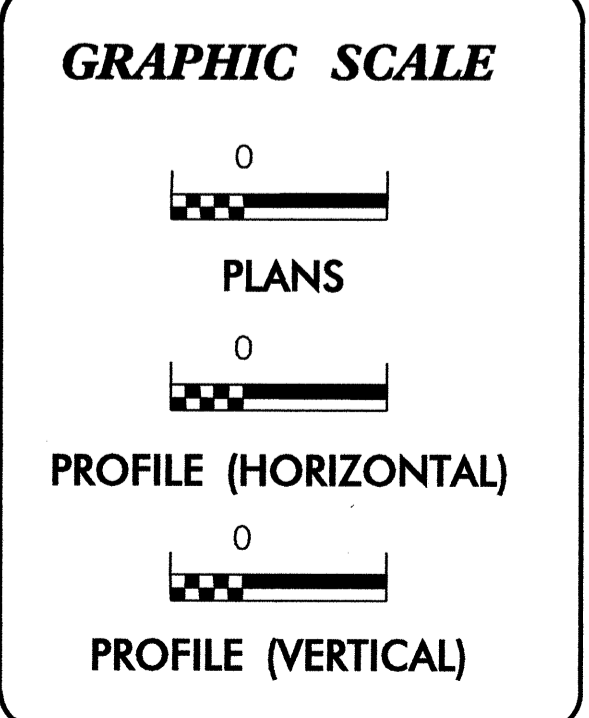 GRAPHIC SCALE
0
PLANS
0
PROFILE (HORIZONTAL)
0
PROFILE (VERTICAL)